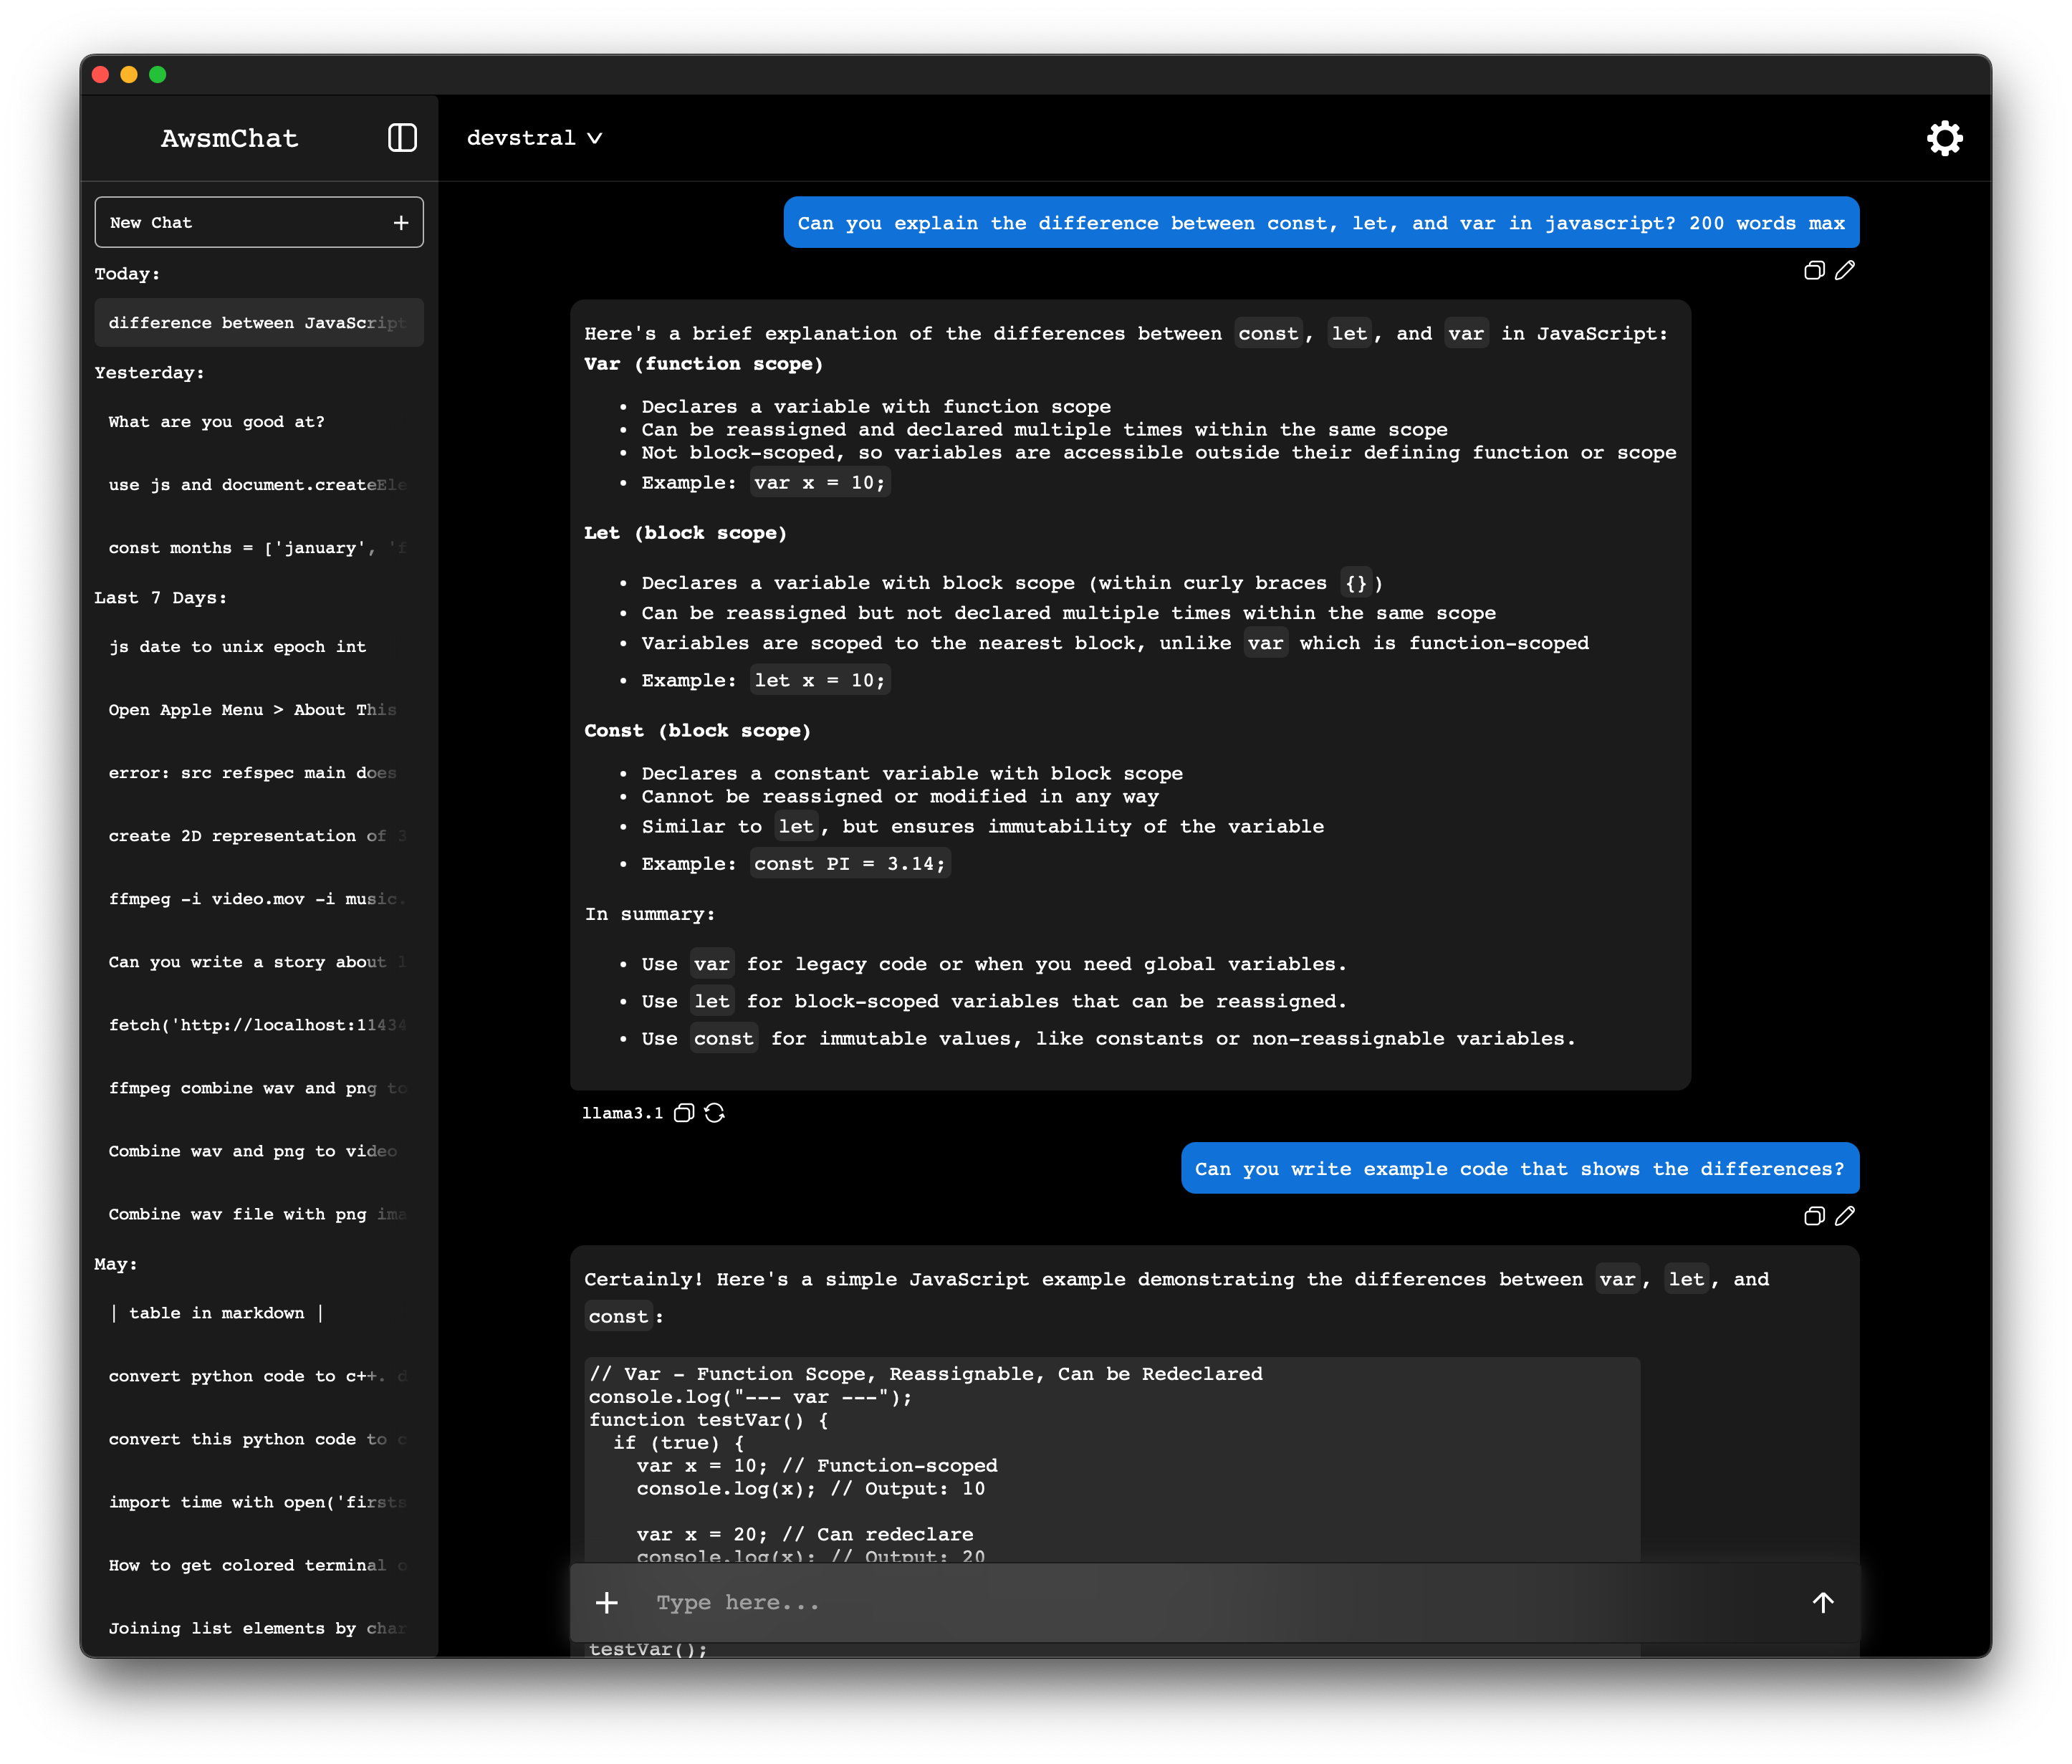 AwsmChat
devstral
New Chat
Today:
difference between JavaScript
Yesterday:
What are you good at?
use js and document.createEle
const months = ['january', 'f
Last 7 Days:
js date to unix epoch int
Open Apple Menu > About This
error: src refspec main does
create 2D representation of 3
ffmpeg -i video.mov -i music.
Can you write a story about l
fetch('http://localhost:11434
ffmpeg combine wav and png to
Combine wav and png to video
Combine wav file with png ima
May:
| table in markdown |
convert python code to c++. d
convert this python code to c
import time with open('firsts
How to get colored terminal o
Joining list elements by char
Can you explain the difference between const, let, and var in javascript? 200 words max
Here's a brief explanation of the differences between const, let, and var in JavaScript:
Var (function scope)
• Declares a variable with function scope
• Can be reassigned and declared multiple times within the same scope
• Not block-scoped, so variables are accessible outside their defining function or scope
• Example: var x = 10;
Let (block scope)
• Declares a variable with block scope (within curly braces {})
• Can be reassigned but not declared multiple times within the same scope
• Variables are scoped to the nearest block, unlike var which is function-scoped
• Example: let x = 10;
Const (block scope)
• Declares a constant variable with block scope
• Cannot be reassigned or modified in any way
• Similar to let, but ensures immutability of the variable
• Example: const PI = 3.14;
In summary:
• Use var for legacy code or when you need global variables.
• Use let for block-scoped variables that can be reassigned.
• Use const for immutable values, like constants or non-reassignable variables.
llama3.1
Can you write example code that shows the differences?
Certainly! Here's a simple JavaScript example demonstrating the differences between var, let, and
const:
// Var - Function Scope, Reassignable, Can be Redeclared
console.log("--- var ---");
function testVar() {
  if (true) {
    var x = 10; // Function-scoped
    console.log(x); // Output: 10
    var x = 20; // Can redeclare
    console.log(x); // Output: 20
Type here...
testVar();